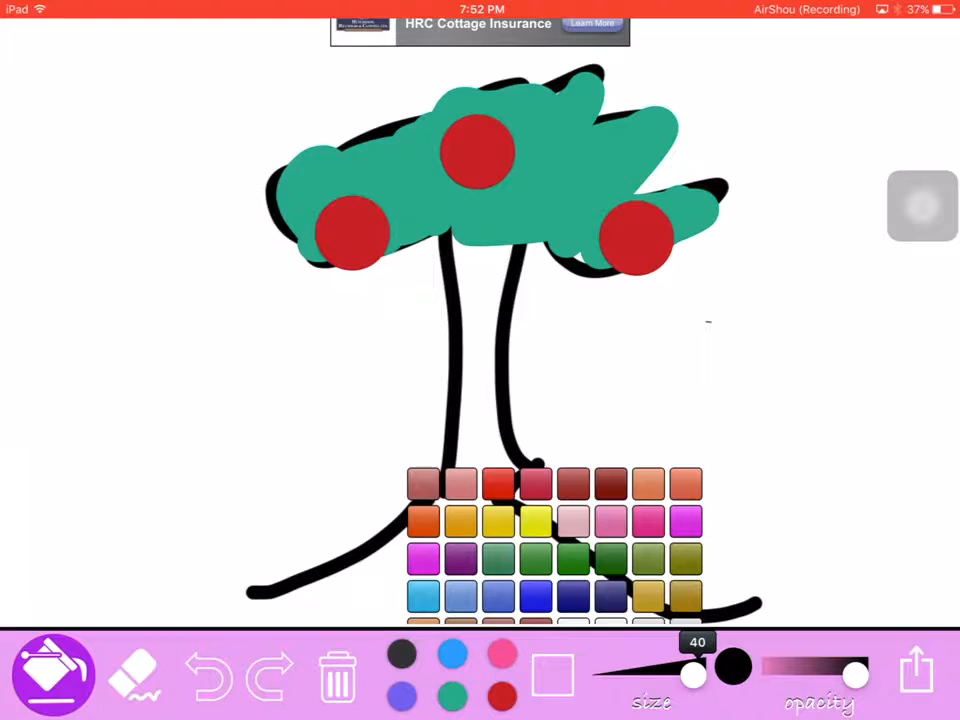 iPad
7:52 PM
AirShou (Recording)
37%
HRC Cottage Insurance
Learn More
40
size
opacity